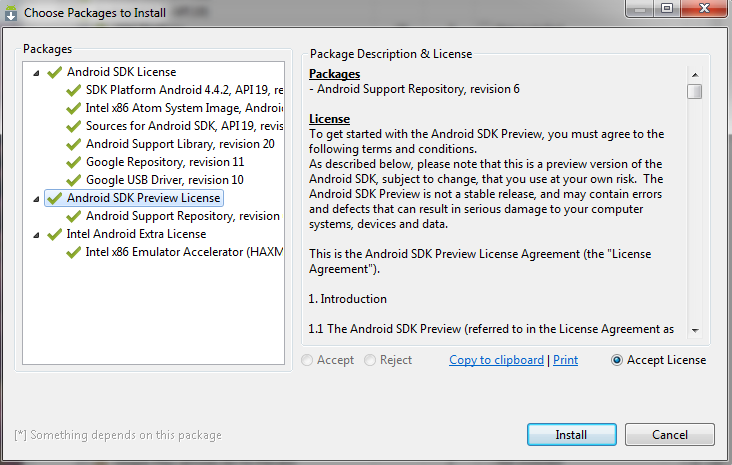 Choose Packages to Install
Packages
Android SDK License
SDK Platform Android 4.4.2, API 19, re
Intel x86 Atom System Image, Androi
Sources for Android SDK, API 19, revis
Android Support Library, revision 20
Google Repository, revision 11
Google USB Driver, revision 10
Android SDK Preview License
Android Support Repository, revision
Intel Android Extra License
Intel x86 Emulator Accelerator (HAXM
Package Description & License
Packages
- Android Support Repository, revision 6
License
To get started with the Android SDK Preview, you must agree to the
following terms and conditions.
As described below, please note that this is a preview version of the
Android SDK, subject to change, that you use at your own risk. The
Android SDK Preview is not a stable release, and may contain errors
and defects that can result in serious damage to your computer
systems, devices and data.
This is the Android SDK Preview License Agreement (the "License
Agreement").
1. Introduction
1.1 The Android SDK Preview (referred to in the License Agreement as
Accept Reject Copy to clipboard | Print Accept License
[*] Something depends on this package
Install Cancel